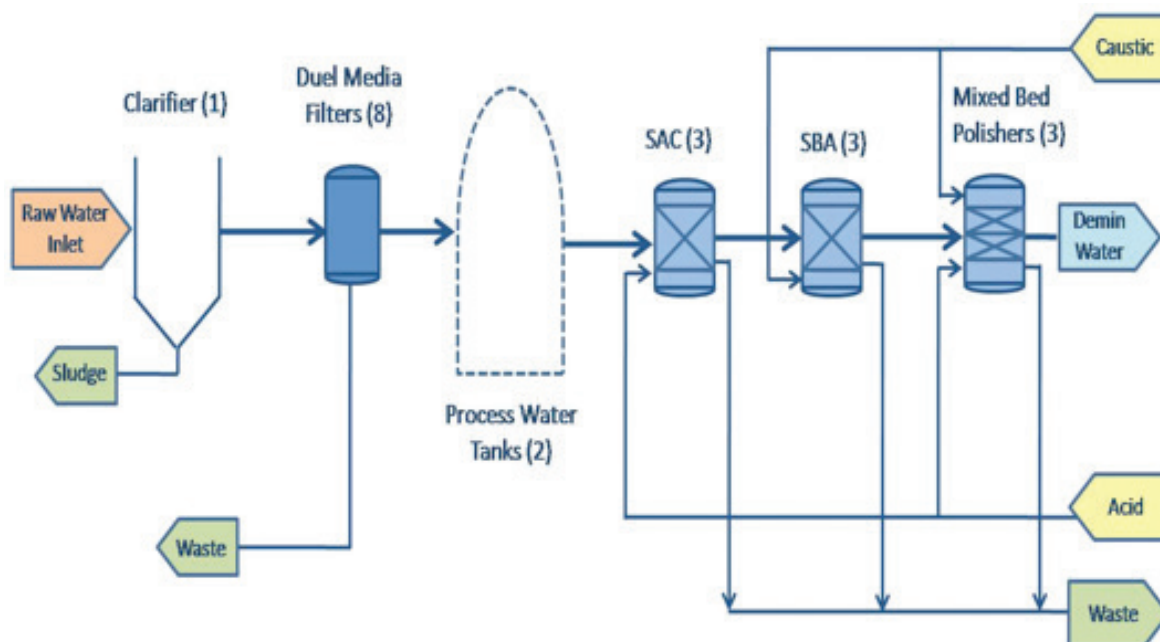 Caustic
Duel Media
Filters (8)
Clarifier (1)
Mixed Bed
Polishers (3)
SAC (3)
SBA (3)
Raw Water
Inlet
Demin
Water
Sludge
Process Water
Tanks (2)
Acid
Waste
Waste